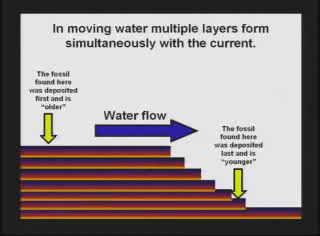 In moving water multiple layers form
simultaneously with the current.
The fossil
found here
was deposited
first and is
"older"
Water flow
The fossil
found here
was deposited
last and is
"younger"